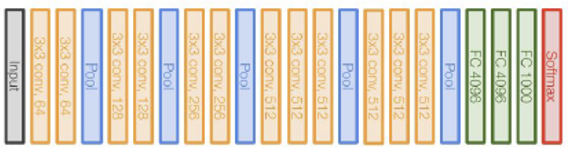 Input
3x3 conv, 64
3x3 conv, 64
Pool
3x3 conv, 128
3x3 conv, 128
Pool
3x3 conv, 256
3x3 conv, 256
Pool
3x3 conv, 512
3x3 conv, 512
3x3 conv, 512
Pool
3x3 conv, 512
3x3 conv, 512
3x3 conv, 512
Pool
FC 4096
FC 4096
FC 1000
Softmax